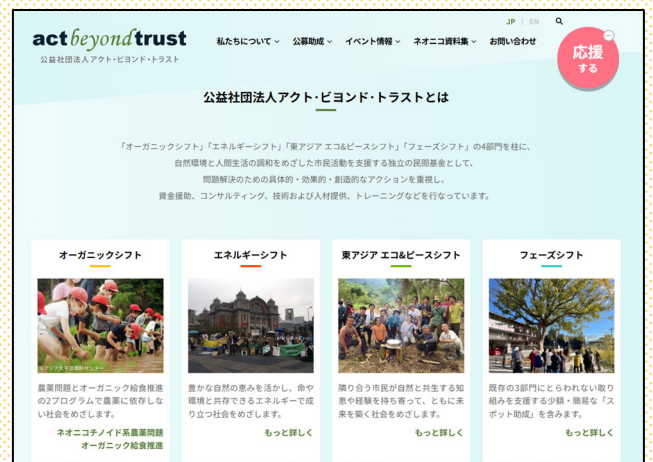 JP | EN
act beyond trust
公益社団法人アクト・ビヨンド・トラスト
私たちについて 公募助成 イベント情報 ネオニコ資料集 お問い合わせ
応援
する
公益社団法人アクト・ビヨンド・トラストとは
「オーガニックシフト」「エネルギーシフト」「東アジア エコ&ピースシフト」「フェーズシフト」の4部門を柱に、
自然環境と人間生活の調和をめざした市民活動を支援する独立の民間基金として、
問題解決のための具体的・効果的・創造的なアクションを重視し、
資金援助、コンサルティング、技術および人材提供、トレーニングなどを行なっています。
オーガニックシフト
©アジア太平洋資料センター
農薬問題とオーガニック給食推進
の2プログラムで農薬に依存しな
い社会をめざします。
ネオニコチノイド系農薬問題
オーガニック給食推進
エネルギーシフト
豊かな自然の恵みを活かし、命や
環境と共存できるエネルギーで成
り立つ社会をめざします。
もっと詳しく
東アジア エコ&ピースシフト
隣り合う市民が自然と共生する知
恵や経験を持ち寄って、ともに未
来を築く社会をめざします。
もっと詳しく
フェーズシフト
既存の3部門にとらわれない取り
組みを支援する少額・簡易な「ス
ポット助成」を含みます。
もっと詳しく